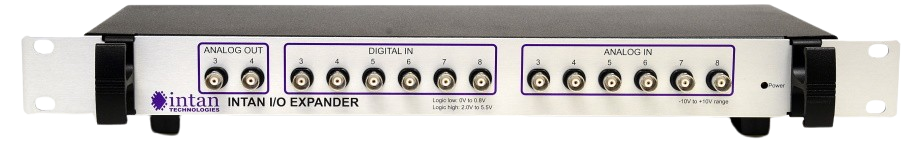 ANALOG OUT
3 4
DIGITAL IN
3 4 5 6 7 8
ANALOG IN
3 4 5 6 7 8
intan
TECHNOLOGIES
INTAN I/O EXPANDER
Logic low: 0V to 0.8V
Logic high: 2.0V to 5.5V
-10V to +10V range
Power